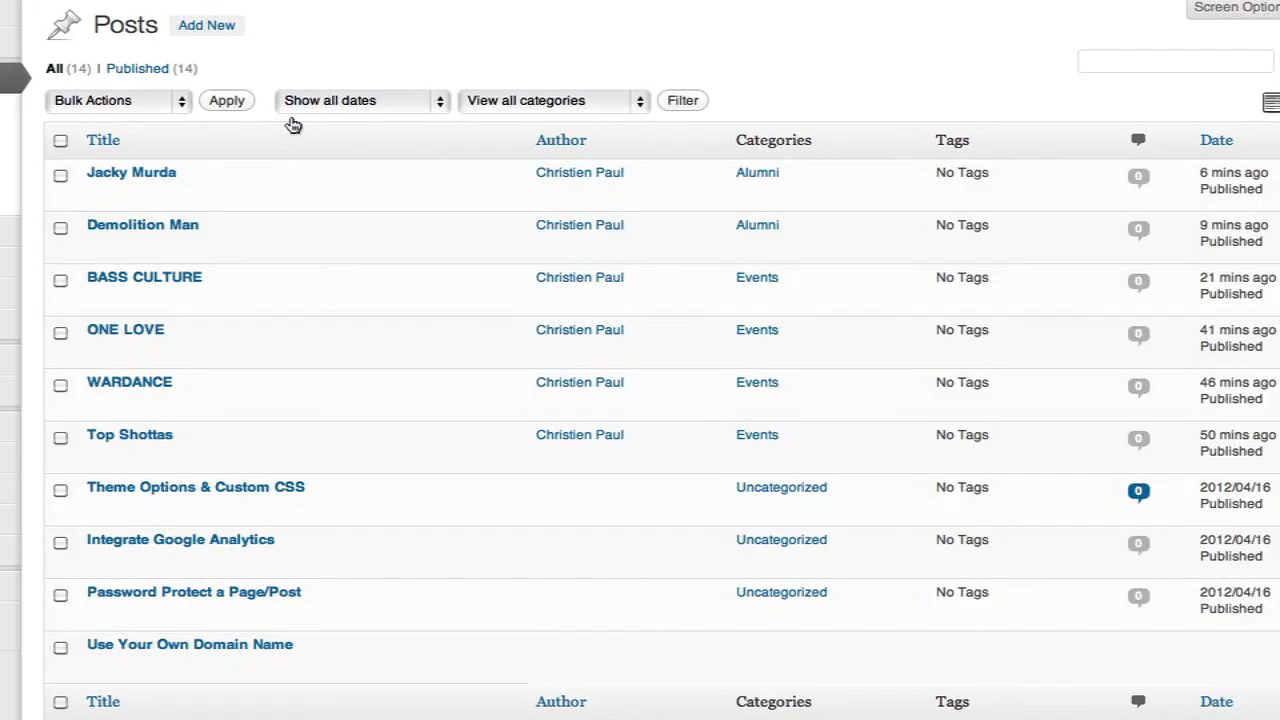 Screen Option
Posts Add New
All (14) | Published (14)
Bulk Actions Apply Show all dates View all categories Filter
Title Author Categories Tags Date
Jacky Murda Christien Paul Alumni No Tags 0 6 mins ago
Published
Demolition Man Christien Paul Alumni No Tags 0 9 mins ago
Published
BASS CULTURE Christien Paul Events No Tags 0 21 mins ago
Published
ONE LOVE Christien Paul Events No Tags 0 41 mins ago
Published
WARDANCE Christien Paul Events No Tags 0 46 mins ago
Published
Top Shottas Christien Paul Events No Tags 0 50 mins ago
Published
Theme Options & Custom CSS Uncategorized No Tags 0 2012/04/16
Published
Integrate Google Analytics Uncategorized No Tags 0 2012/04/16
Published
Password Protect a Page/Post Uncategorized No Tags 0 2012/04/16
Published
Use Your Own Domain Name
Title Author Categories Tags Date